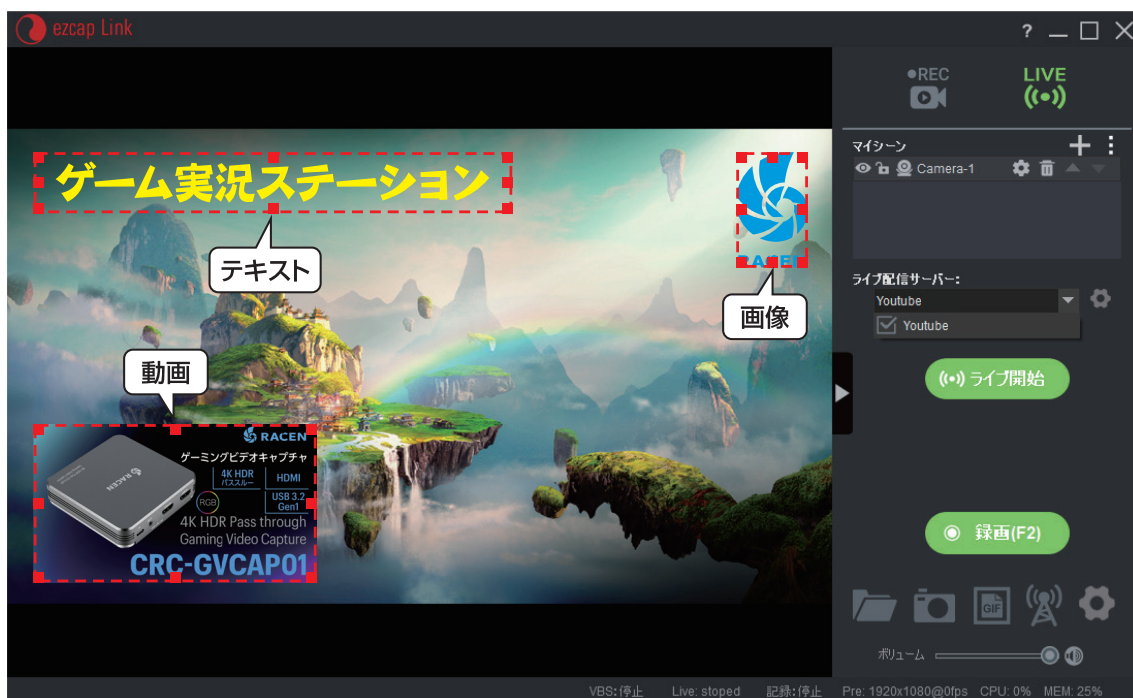 ezcap Link
?
REC
LIVE
マイシーン
Camera-1
ゲーム実況ステーション
テキスト
RACEN
画像
ライブ配信サーバー:
Youtube
Youtube
動画
ライブ開始
RACEN
ゲーミングビデオキャプチャ
4K HDR
パススルー
HDMI
RGB
USB 3.2
Gen1
RACEN
4K HDR Pass through
Gaming Video Capture
CRC-GVCAP01
録画(F2)
GIF
ボリューム
VBS:停止 Live: stoped 記録:停止 Pre: 1920x1080@0fps CPU: 0% MEM: 25%